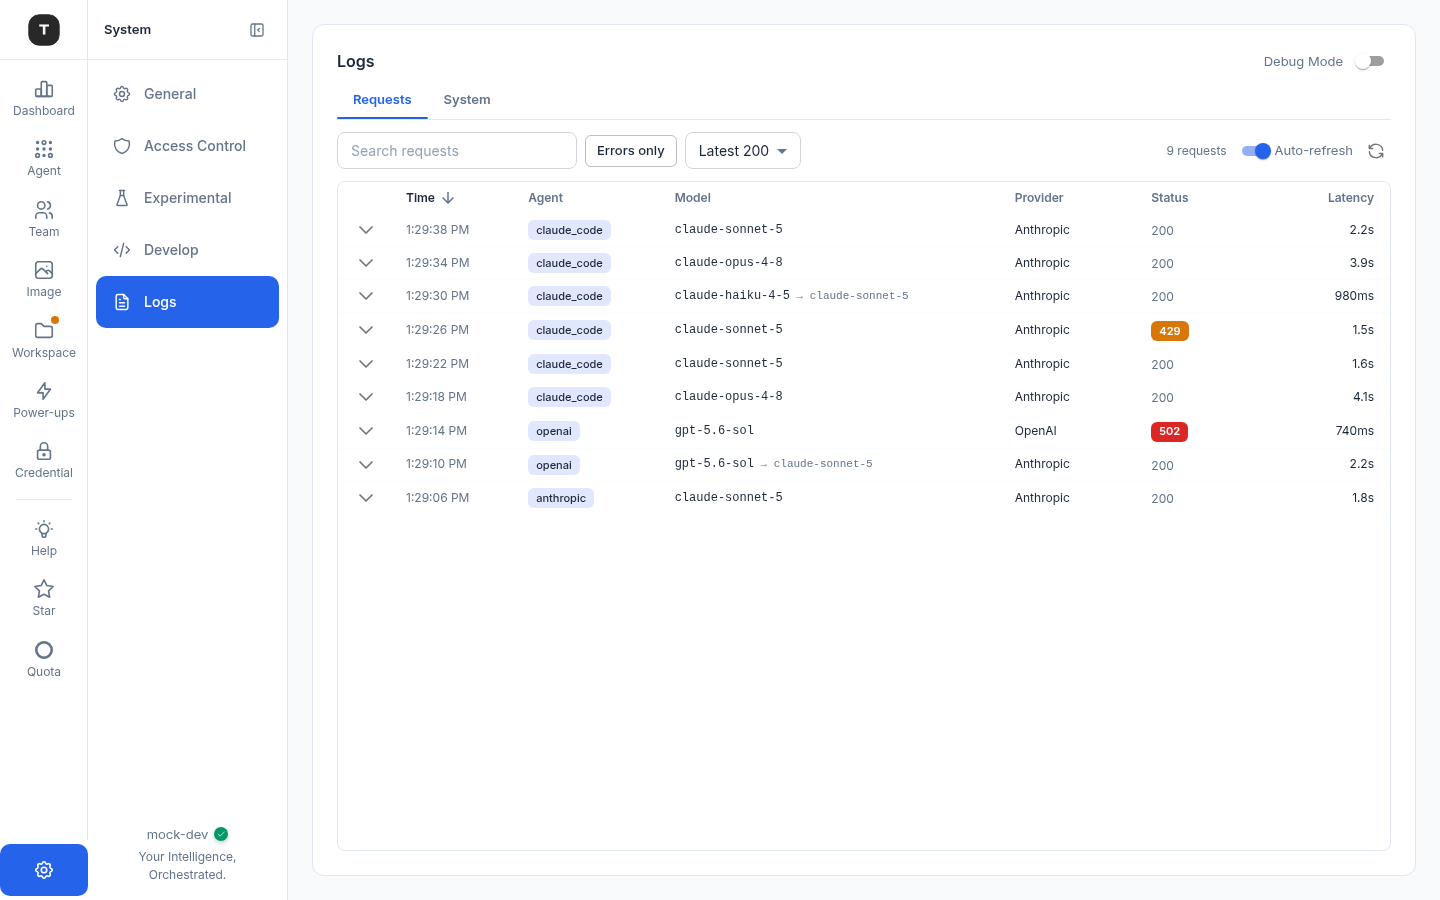 T
System
Dashboard
Agent
Team
Image
Workspace
Power-ups
Credential
Help
Star
Quota
General
Access Control
Experimental
Develop
Logs
mock-dev
Your Intelligence,
Orchestrated.
Logs
Debug Mode
Requests System
Search requests Errors only Latest 200 9 requests Auto-refresh
Time Agent Model Provider Status Latency
1:29:38 PM claude_code claude-sonnet-5 Anthropic 200 2.2s
1:29:34 PM claude_code claude-opus-4-8 Anthropic 200 3.9s
1:29:30 PM claude_code claude-haiku-4-5 → claude-sonnet-5 Anthropic 200 980ms
1:29:26 PM claude_code claude-sonnet-5 Anthropic 429 1.5s
1:29:22 PM claude_code claude-sonnet-5 Anthropic 200 1.6s
1:29:18 PM claude_code claude-opus-4-8 Anthropic 200 4.1s
1:29:14 PM openai gpt-5.6-sol OpenAI 502 740ms
1:29:10 PM openai gpt-5.6-sol → claude-sonnet-5 Anthropic 200 2.2s
1:29:06 PM anthropic claude-sonnet-5 Anthropic 200 1.8s